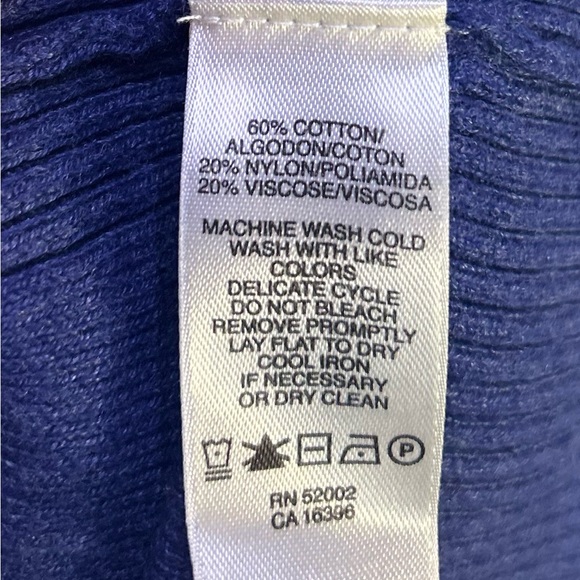 60% COTTON/
ALGODON/COTON
20% NYLON/POLIAMIDA
20% VISCOSE/VISCOSA
MACHINE WASH COLD
WASH WITH LIKE
COLORS
DELICATE CYCLE
DO NOT BLEACH
REMOVE PROMPTLY
LAY FLAT TO DRY
COOL IRON
IF NECESSARY
OR DRY CLEAN
P
RN 52002
CA 16396